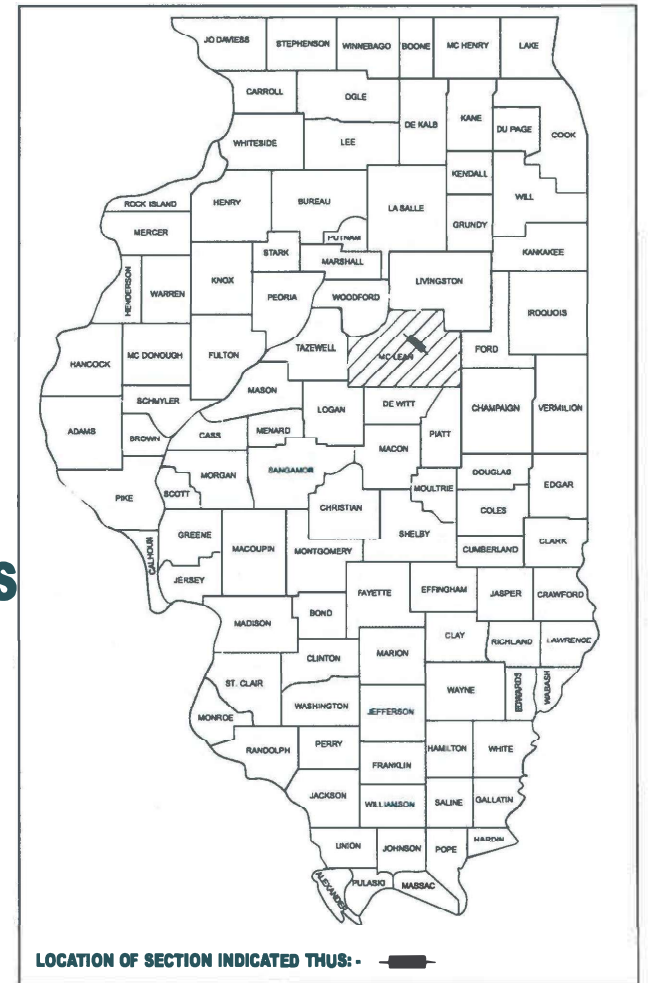 JO DAVIESS STEPHENSON WINNEBAGO BOONE MC HENRY LAKE
CARROLL OGLE DE KALB KANE DU PAGE COOK
WHITESIDE LEE
KENDALL
ROCK ISLAND HENRY BUREAU LA SALLE GRUNDY WILL
MERCER PUTNAM
STARK MARSHALL KANKAKEE
HENDERSON WARREN KNOX PEORIA WOODFORD LIVINGSTON IROQUOIS
HANCOCK MC DONOUGH FULTON TAZEWELL MC LEAN FORD
MASON
SCHMYLER LOGAN DE WITT CHAMPAIGN VERMILION
ADAMS BROWN CASS MENARD MACON PIATT
MORGAN SANGAMOR DOUGLAS
PIKE SCOTT CHRISTIAN MOULTRIE COLES EDGAR
GREENE MACOUPIN MONTGOMERY SHELBY CUMBERLAND CLARK
CALHOUN
S
JERSEY FAYETTE EFFINGHAM JASPER CRAWFORD
MADISON BOND
CLAY RICHLAND LAWRENCE
CLINTON MARION
ST. CLAIR WAYNE EDWARDS WABASH
MONROE WASHINGTON JEFFERSON
RANDOLPH PERRY HAMILTON WHITE
FRANKLIN
JACKSON WILLIAMSON SALINE GALLATIN
UNION JOHNSON POPE HARDIN
ALEXANDER PULASKI MASSAC
LOCATION OF SECTION INDICATED THUS: -